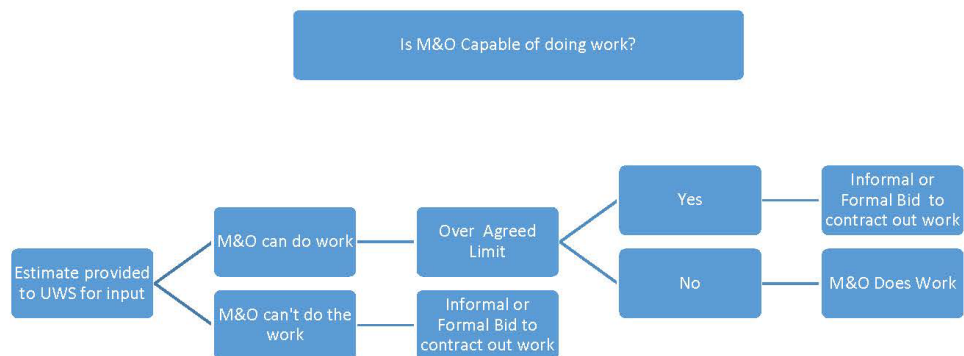 Is M&O Capable of doing work?
Estimate provided
to UWS for input
M&O can do work
Over Agreed
Limit
Yes
Informal or
Formal Bid to
contract out work
No
M&O Does Work
M&O can't do the
work
Informal or
Formal Bid to
contract out work